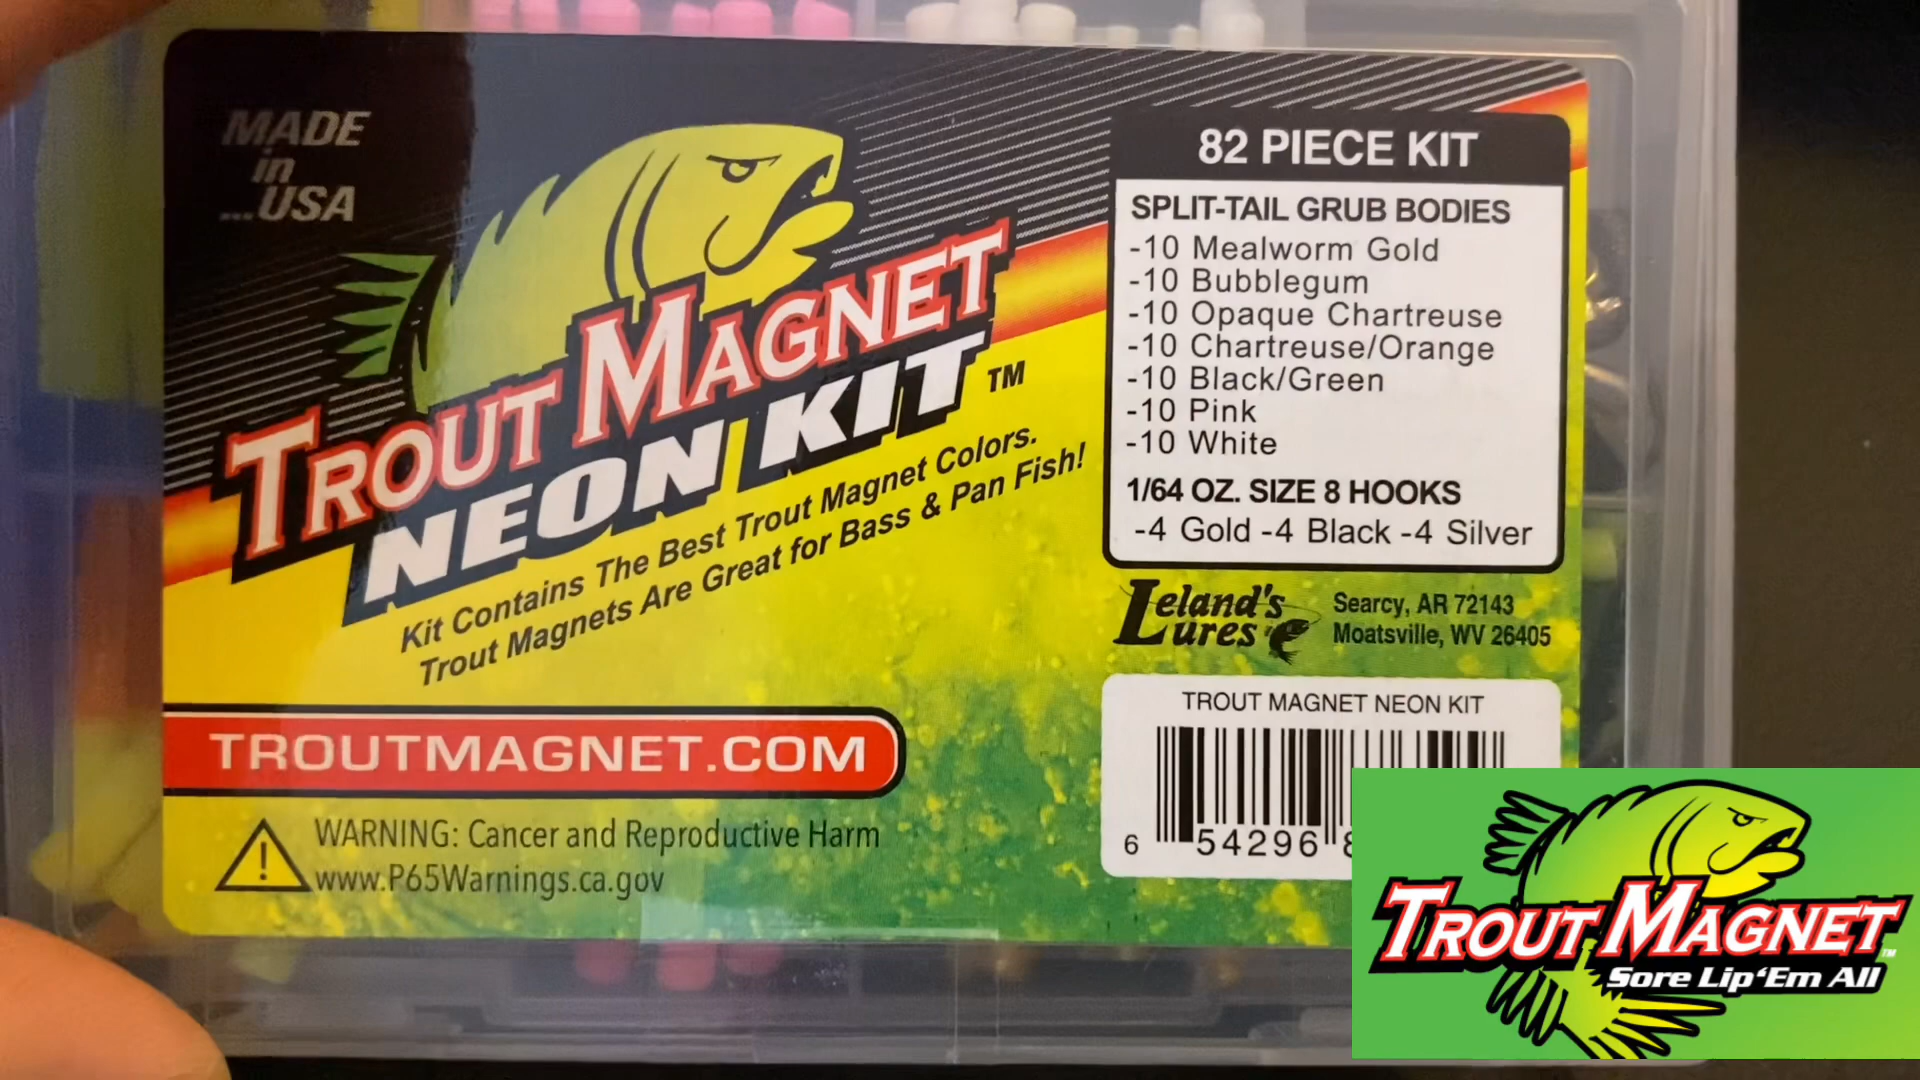 MADE
in
...USA
TROUT MAGNET
NEON KIT™
Kit Contains The Best Trout Magnet Colors.
Trout Magnets Are Great for Bass & Pan Fish!
TROUTMAGNET.COM
WARNING: Cancer and Reproductive Harm
www.P65Warnings.ca.gov
82 PIECE KIT
SPLIT-TAIL GRUB BODIES
-10 Mealworm Gold
-10 Bubblegum
-10 Opaque Chartreuse
-10 Chartreuse/Orange
-10 Black/Green
-10 Pink
-10 White
1/64 OZ. SIZE 8 HOOKS
-4 Gold -4 Black -4 Silver
Leland's
Lures
Searcy, AR 72143
Moatsville, WV 26405
TROUT MAGNET NEON KIT
6 54296
TROUT MAGNET™
Sore Lip 'Em All